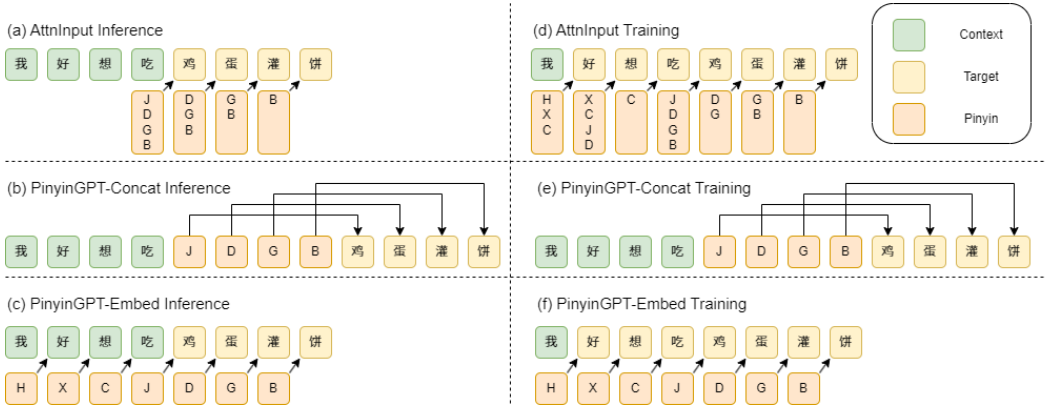 (a) AttnInput Inference
我 好 想 吃 鸡 蛋 灌 饼
J D G B
D G B
G B
B
(d) AttnInput Training
我 好 想 吃 鸡 蛋 灌 饼
H X C
X C J D
C
J D G B
D G
G B
B
Context
Target
Pinyin
(b) PinyinGPT-Concat Inference
我 好 想 吃 J D G B 鸡 蛋 灌 饼
(e) PinyinGPT-Concat Training
我 好 想 吃 J D G B 鸡 蛋 灌 饼
(c) PinyinGPT-Embed Inference
我 好 想 吃 鸡 蛋 灌 饼
H X C J D G B
(f) PinyinGPT-Embed Training
我 好 想 吃 鸡 蛋 灌 饼
H X C J D G B